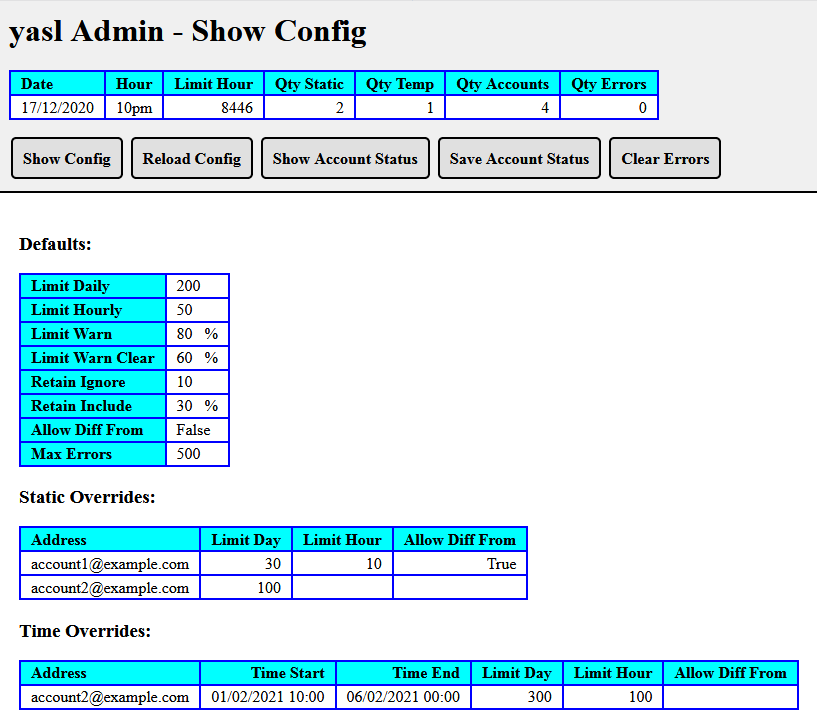 yasl Admin - Show Config
Date Hour Limit Hour Qty Static Qty Temp Qty Accounts Qty Errors
17/12/2020 10pm 8446 2 1 4 0
Show Config Reload Config Show Account Status Save Account Status Clear Errors
Defaults:
Limit Daily 200
Limit Hourly 50
Limit Warn 80 %
Limit Warn Clear 60 %
Retain Ignore 10
Retain Include 30 %
Allow Diff From False
Max Errors 500
Static Overrides:
Address Limit Day Limit Hour Allow Diff From
account1@example.com 30 10 True
account2@example.com 100
Time Overrides:
Address Time Start Time End Limit Day Limit Hour Allow Diff From
account2@example.com 01/02/2021 10:00 06/02/2021 00:00 300 100